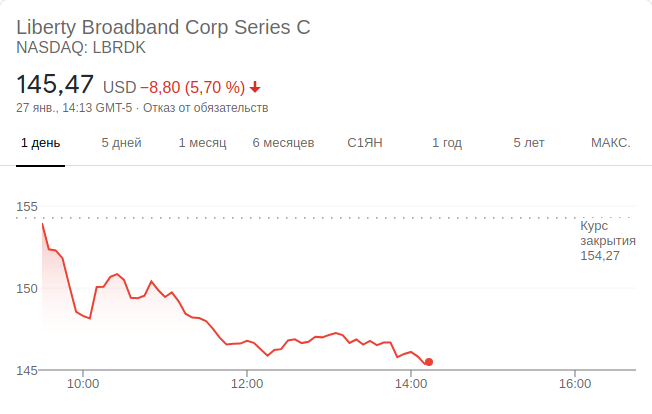 Liberty Broadband Corp Series C
NASDAQ: LBRDK
145,47 USD −8,80 (5,70 %)
27 янв., 14:13 GMT-5 · Отказ от обязательств
1 день 5 дней 1 месяц 6 месяцев С1ЯН 1 год 5 лет МАКС.
155
Курс
закрытия
154,27
150
145
10:00 12:00 14:00 16:00